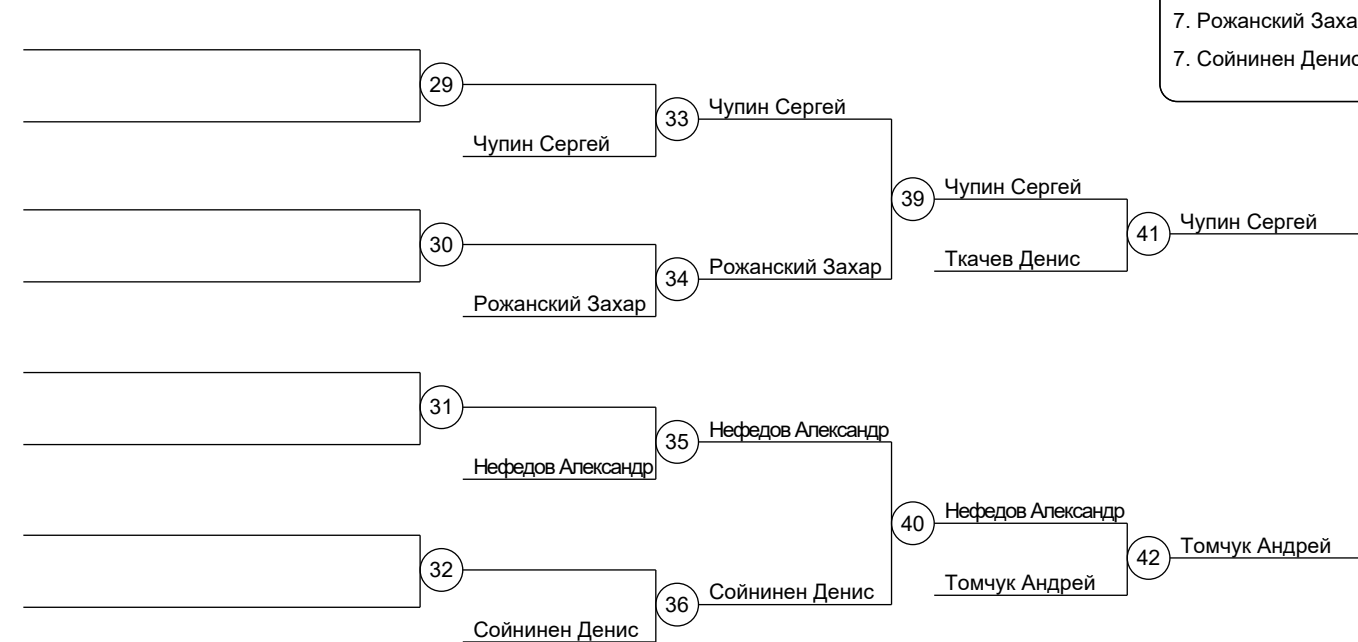 7. Рожанский Заха
7. Сойнинен Денис
29
33
Чупин Сергей
Чупин Сергей
39
Чупин Сергей
41
Чупин Сергей
30
34
Рожанский Захар
Ткачев Денис
Рожанский Захар
31
35
Нефедов Александр
Нефедов Александр
40
Нефедов Александр
42
Томчук Андрей
32
36
Сойнинен Денис
Томчук Андрей
Сойнинен Денис